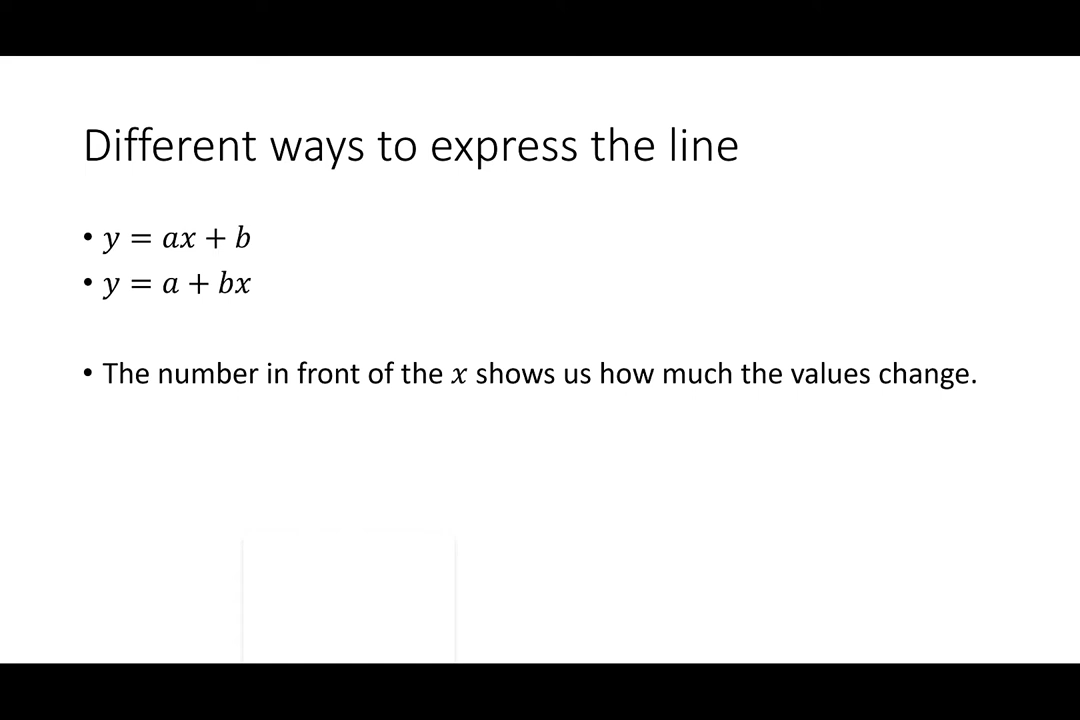 Different ways to express the line
• y = ax + b
• y = a + bx
• The number in front of the x shows us how much the values change.